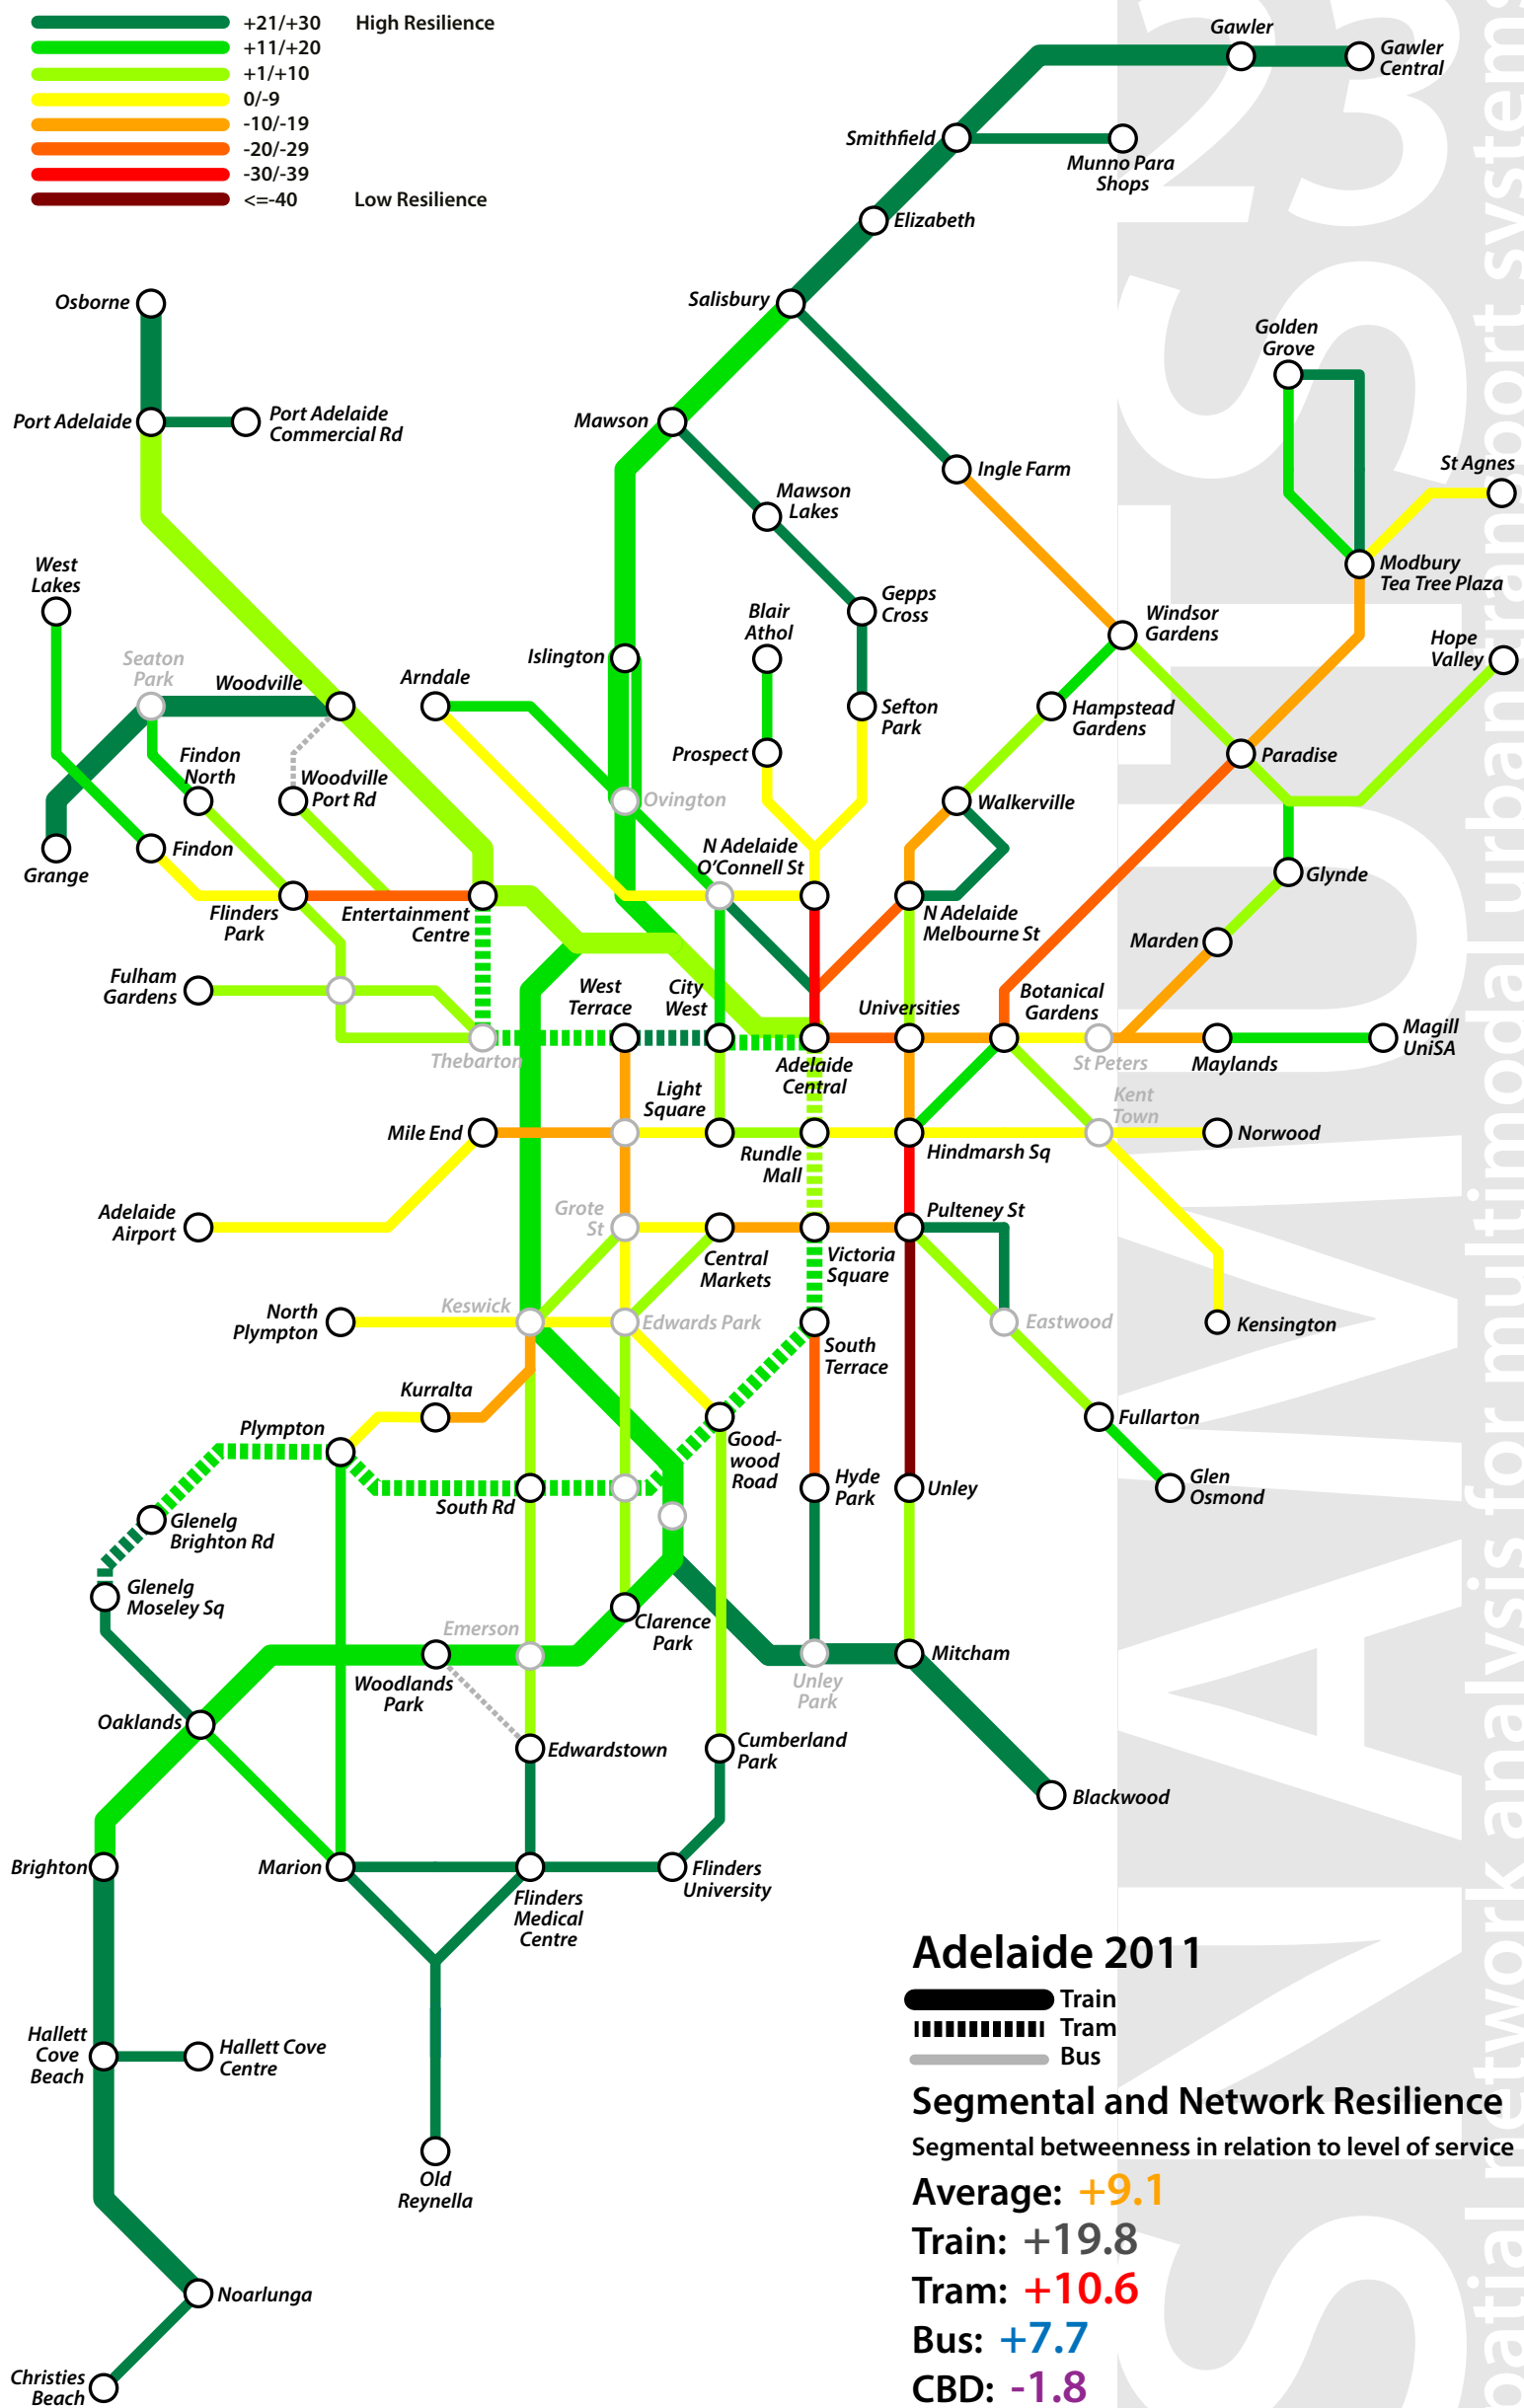 +21/+30 High Resilience
+11/+20
+1/+10
0/-9
-10/-19
-20/-29
-30/-39
<=-40 Low Resilience
Gawler
Gawler
Central
Smithfield
Munno Para
Shops
Elizabeth
Salisbury
Osborne
Golden
Grove
Port Adelaide
Port Adelaide
Commercial Rd
Mawson
Ingle Farm
St Agnes
Mawson
Lakes
Modbury
Tea Tree Plaza
West
Lakes
Gepps
Cross
Blair
Athol
Windsor
Gardens
Hope
Valley
Seaton
Park
Woodville
Arndale
Islington
Sefton
Park
Hampstead
Gardens
Findon
North
Woodville
Port Rd
Prospect
Paradise
Ovington
Walkerville
Grange
Findon
N Adelaide
O'Connell St
Glynde
Flinders
Park
Entertainment
Centre
N Adelaide
Melbourne St
Marden
Fulham
Gardens
West
Terrace
City
West
Universities
Botanical
Gardens
Thebarton
Adelaide
Central
St Peters
Maylands
Magill
UniSA
Light
Square
Kent
Town
Mile End
Rundle
Mall
Hindmarsh Sq
Norwood
Adelaide
Airport
Grote
St
Central
Markets
Victoria
Square
Pulteney St
North
Plympton
Keswick
Edwards Park
South
Terrace
Eastwood
Kensington
Kurralta
Plympton
Good-
wood
Road
Fullarton
South Rd
Hyde
Park
Unley
Glen
Osmond
Glenelg
Brighton Rd
Glenelg
Moseley Sq
Emerson
Clarence
Park
Woodlands
Park
Unley
Park
Mitcham
Oaklands
Edwardstown
Cumberland
Park
Blackwood
Brighton
Marion
Flinders
Medical
Centre
Flinders
University
Hallett
Cove
Beach
Hallett Cove
Centre
Old
Reynella
Noarlunga
Christies
Beach
Adelaide 2011
Train
Tram
Bus
Segmental and Network Resilience
Segmental betweenness in relation to level of service
Average: +9.1
Train: +19.8
Tram: +10.6
Bus: +7.7
CBD: -1.8
SNAMUTS 23
spatial network analysis for multimodal urban transport systems